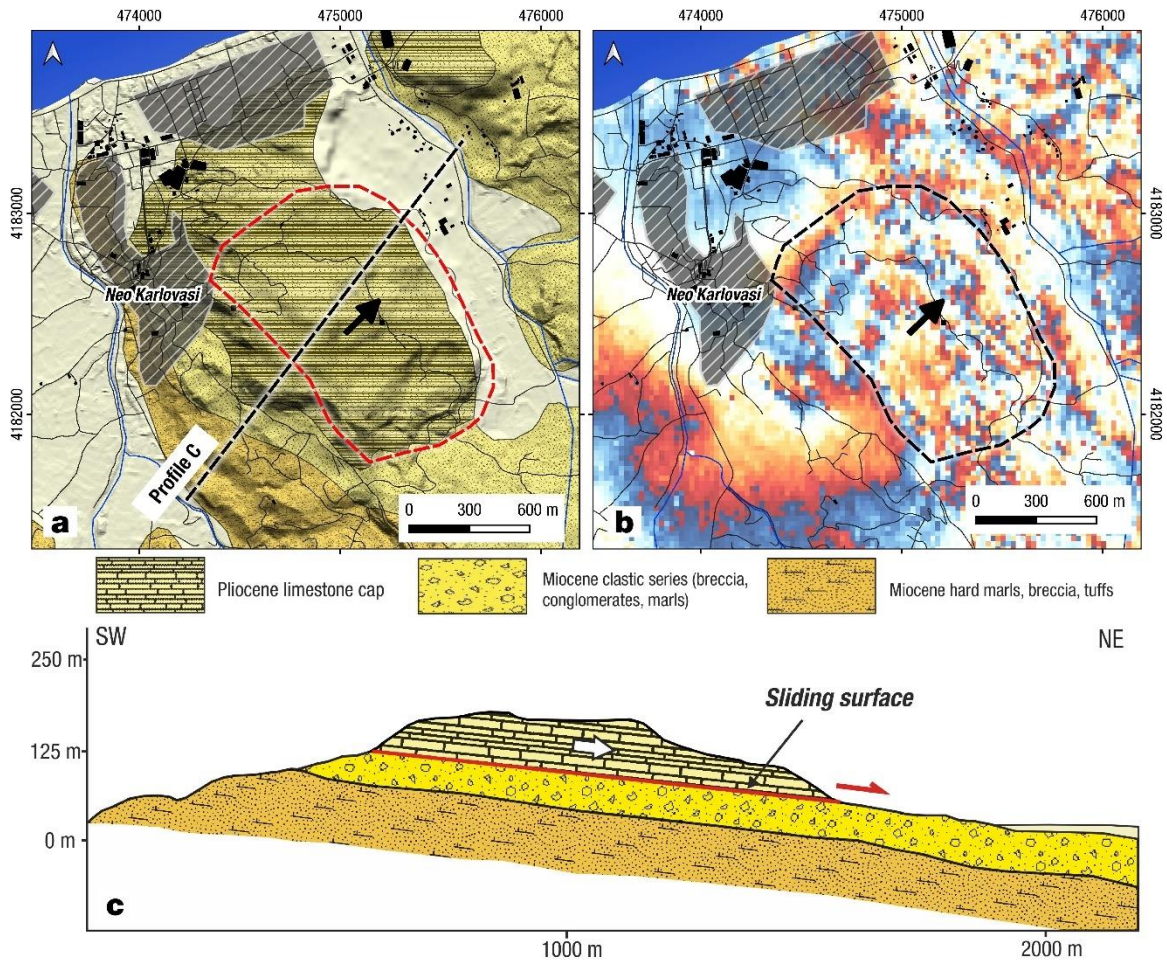 474000 475000 476000
474000 475000 476000
4183000
4182000
4183000
4182000
Neo Karlovasi
Profile C
0 300 600 m
a
Neo Karlovasi
0 300 600 m
b
Pliocene limestone cap
Miocene clastic series (breccia,
conglomerates, marls)
Miocene hard marls, breccia, tuffs
SW
NE
250 m
125 m
0 m
Sliding surface
c
1000 m
2000 m